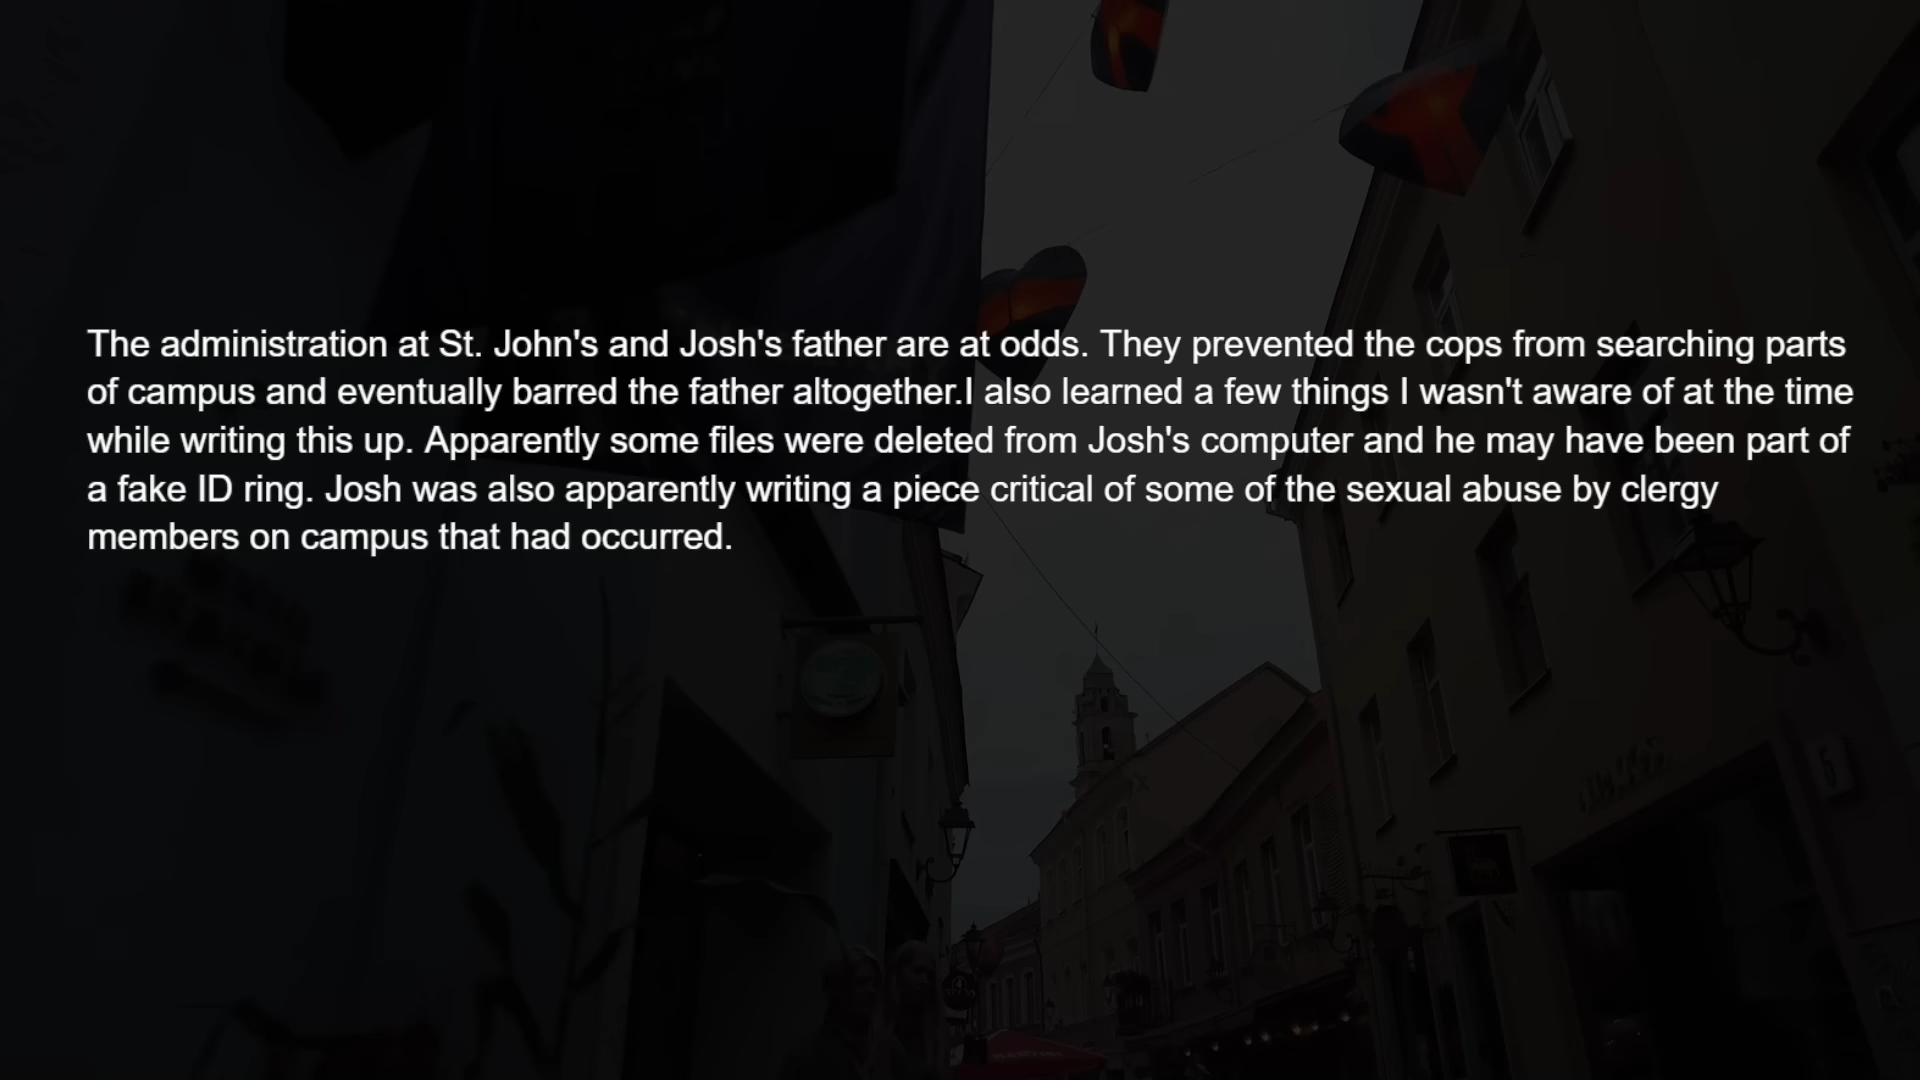 The administration at St. John's and Josh's father are at odds. They prevented the cops from searching parts
of campus and eventually barred the father altogether.I also learned a few things I wasn't aware of at the time
while writing this up. Apparently some files were deleted from Josh's computer and he may have been part of
a fake ID ring. Josh was also apparently writing a piece critical of some of the sexual abuse by clergy
members on campus that had occurred.